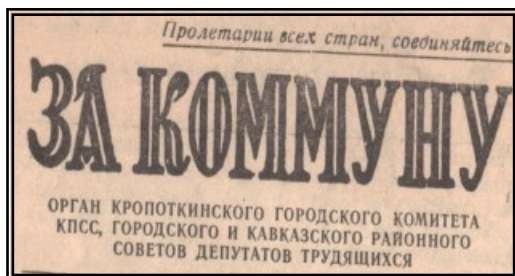 Пролетарии всех стран, соединяйтесь
ЗА КОММУНУ
ОРГАН КРОПОТКИНСКОГО ГОРОДСКОГО КОМИТЕТА
КПСС, ГОРОДСКОГО И КАВКАЗСКОГО РАЙОННОГО
СОВЕТОВ ДЕПУТАТОВ ТРУДЯЩИХСЯ